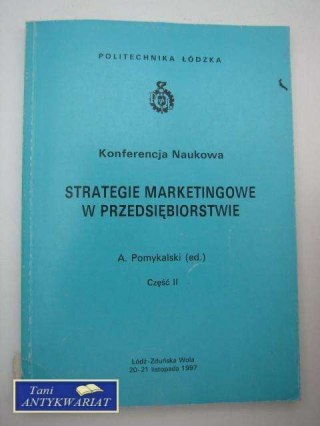 POLITECHNIKA ŁÓDZKA
Konferencja Naukowa
STRATEGIE MARKETINGOWE
W PRZEDSIĘBIORSTWIE
A. Pomykalski (ed.)
Część II
Łódź-Zduńska Wola
20-21 listopada 1997
Tani
ANTYKWARIAT